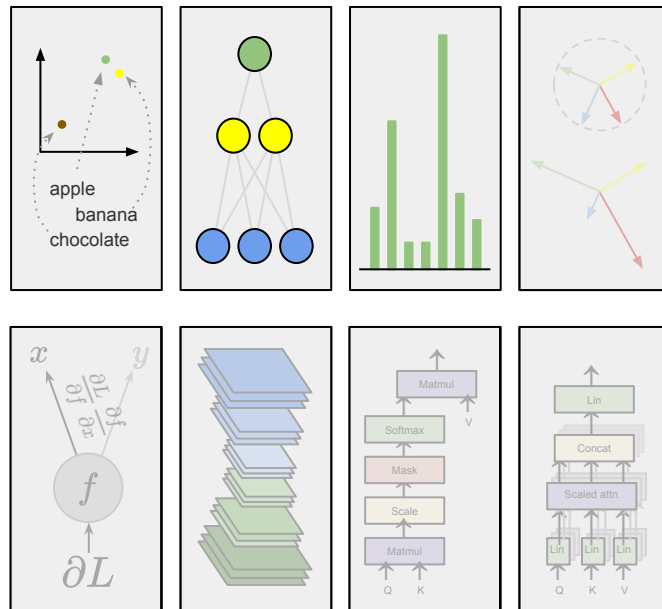 apple
banana
chocolate
x
y
∂L/∂f ∂f/∂x
f
∂L
Matmul
V
Softmax
Mask
Scale
Matmul
Q K
Lin
Concat
Scaled attn.
Lin Lin Lin
Q K V